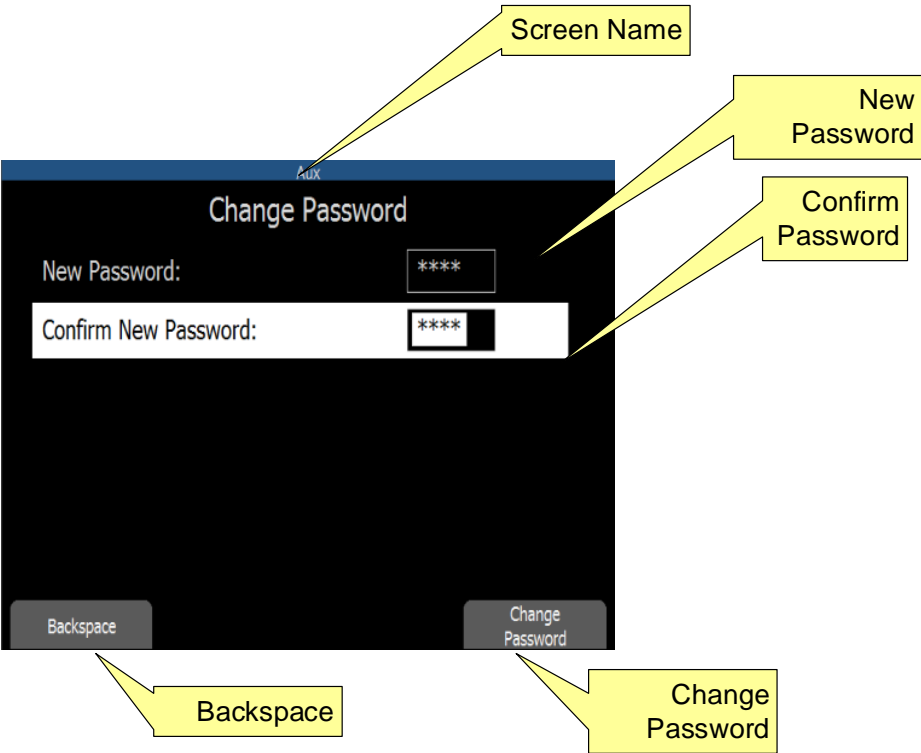 Screen Name
New
Password
Confirm
Password
Aux
Change Password
New Password:
****
Confirm New Password:
****
Backspace
Change
Password
Backspace
Change
Password